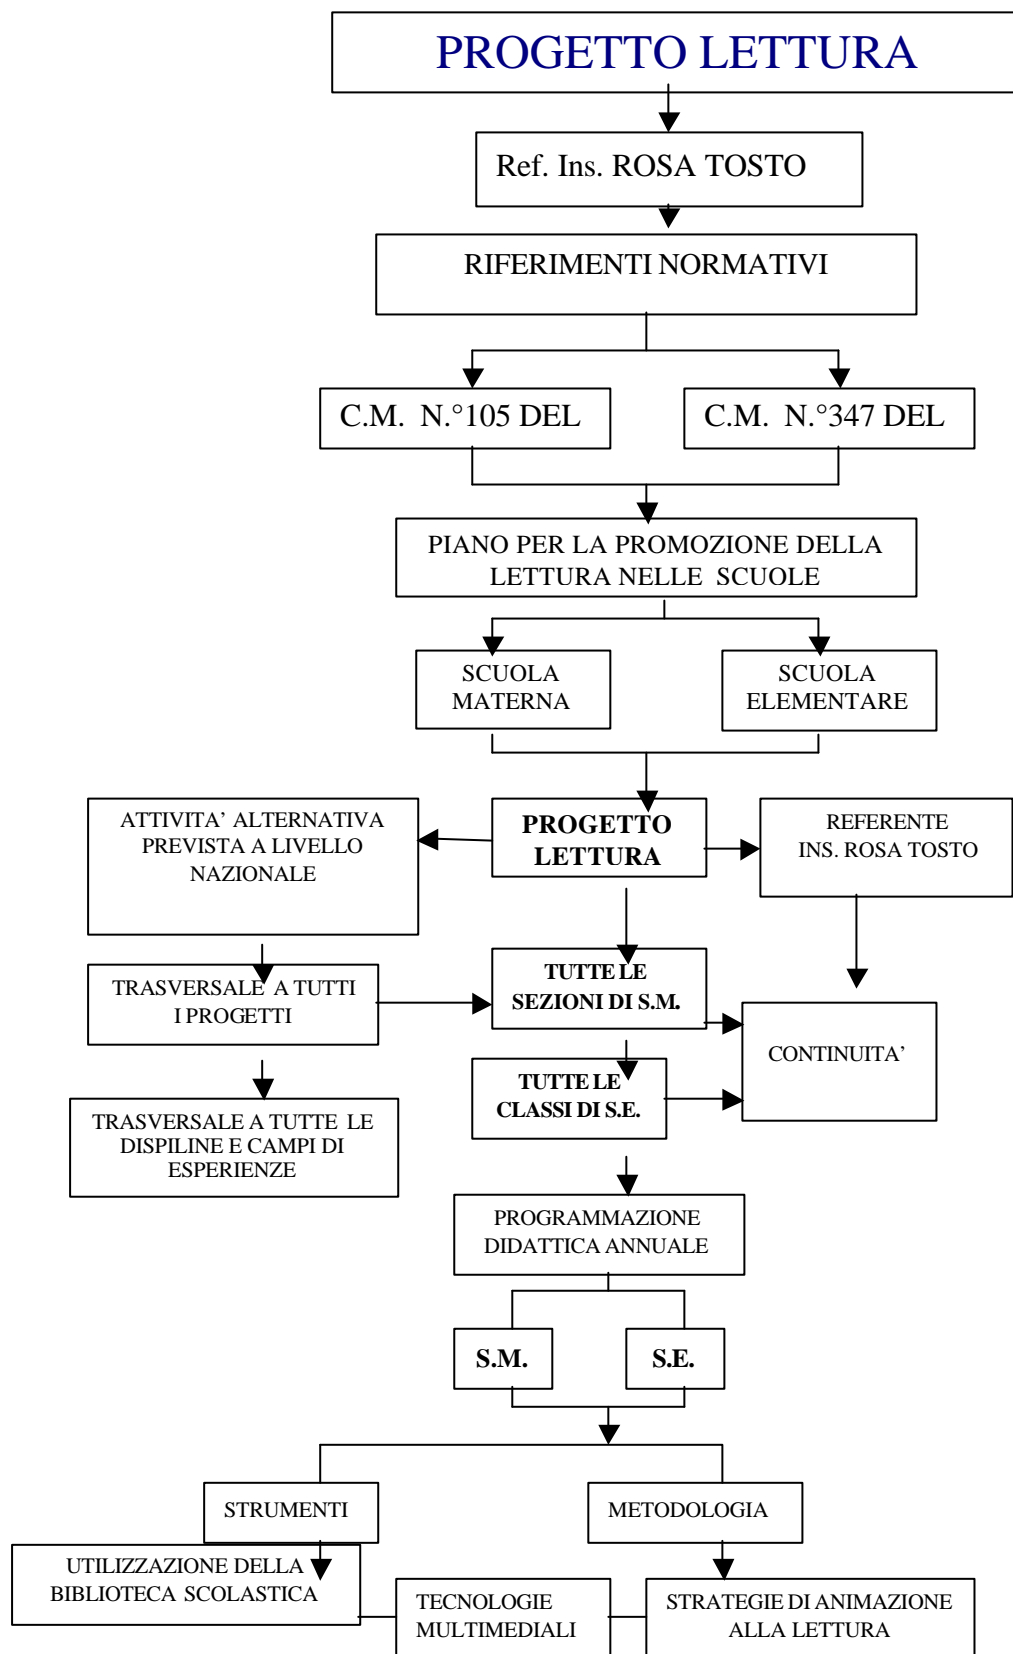 PROGETTO LETTURA
Ref. Ins. ROSA TOSTO
RIFERIMENTI NORMATIVI
C.M. N.°105 DEL
C.M. N.°347 DEL
PIANO PER LA PROMOZIONE DELLA
LETTURA NELLE SCUOLE
SCUOLA
MATERNA
SCUOLA
ELEMENTARE
ATTIVITA’ ALTERNATIVA
PREVISTA A LIVELLO
NAZIONALE
PROGETTO
LETTURA
REFERENTE
INS. ROSA TOSTO
TRASVERSALE A TUTTI
I PROGETTI
TUTTE LE
SEZIONI DI S.M.
CONTINUITA’
TUTTE LE
CLASSI DI S.E.
TRASVERSALE A TUTTE LE
DISPILINE E CAMPI DI
ESPERIENZE
PROGRAMMAZIONE
DIDATTICA ANNUALE
S.M.
S.E.
STRUMENTI
METODOLOGIA
UTILIZZAZIONE DELLA
BIBLIOTECA SCOLASTICA
TECNOLOGIE
MULTIMEDIALI
STRATEGIE DI ANIMAZIONE
ALLA LETTURA